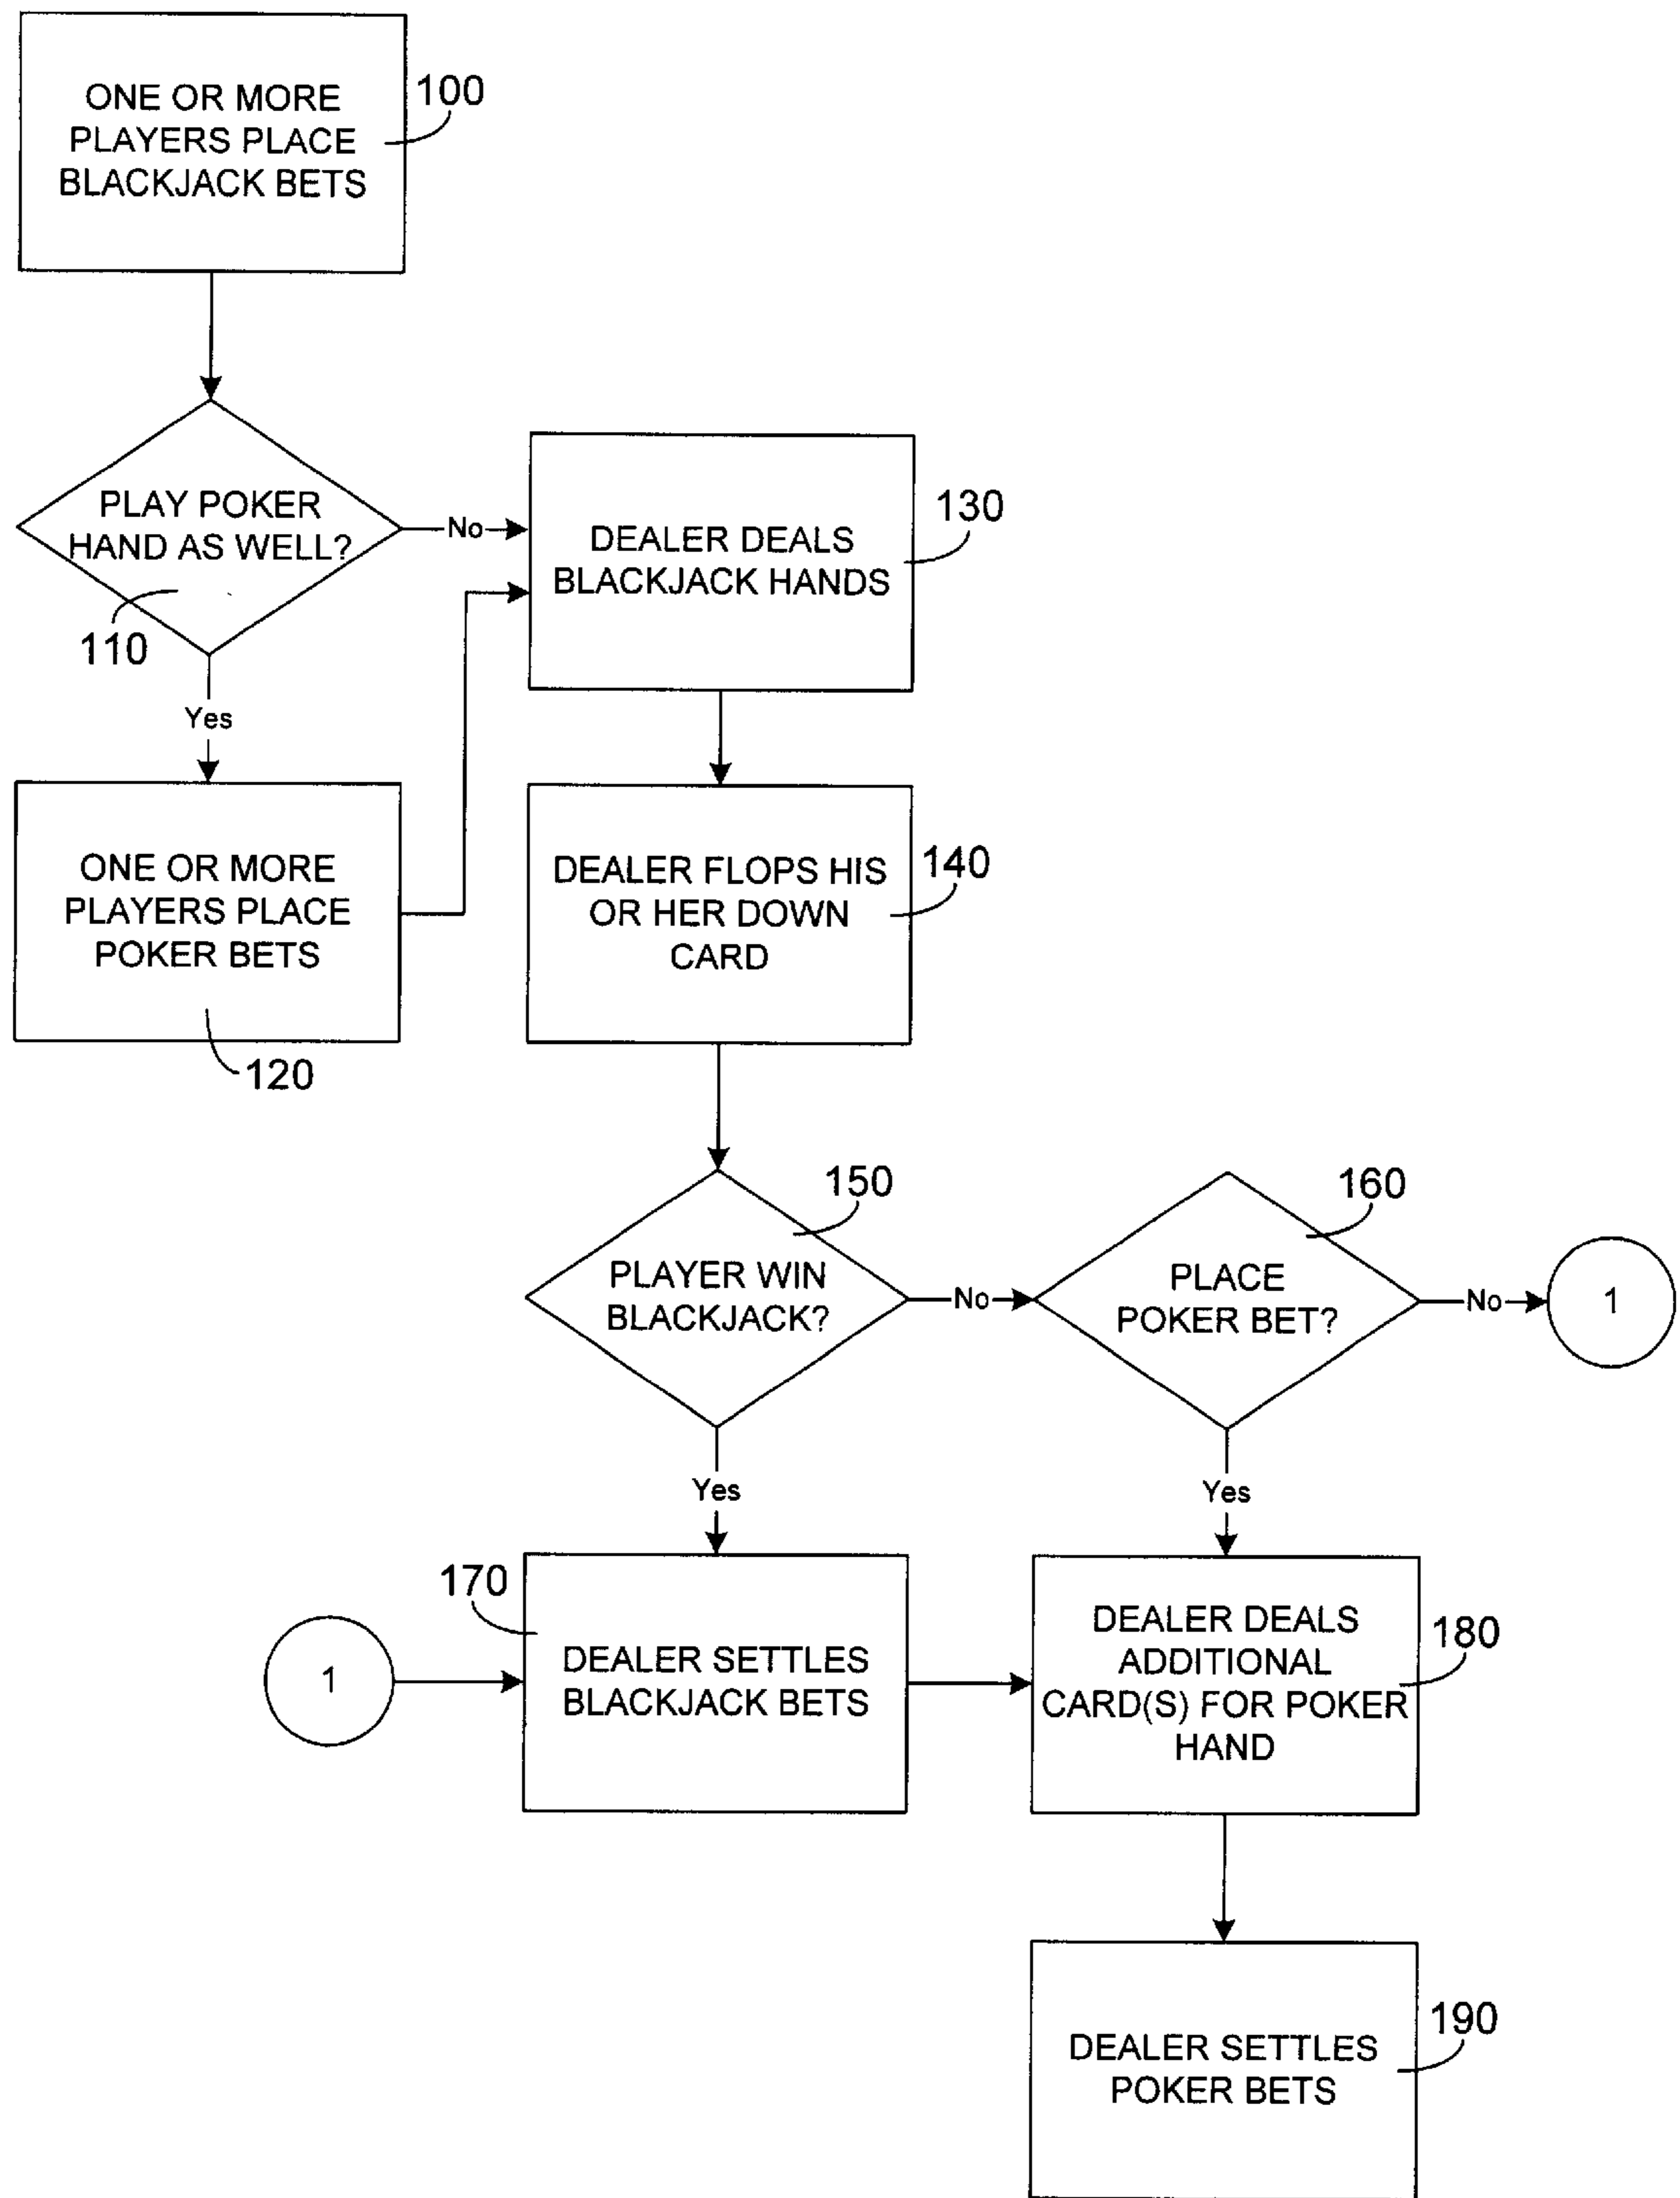 ONE OR MORE
PLAYERS PLACE
BLACKJACK BETS
100
PLAY POKER
HAND AS WELL?
110
No
Yes
DEALER DEALS
BLACKJACK HANDS
130
ONE OR MORE
PLAYERS PLACE
POKER BETS
120
DEALER FLOPS HIS
OR HER DOWN
CARD
140
PLAYER WIN
BLACKJACK?
150
No
Yes
PLACE
POKER BET?
160
No
1
Yes
1
170
DEALER SETTLES
BLACKJACK BETS
DEALER DEALS
ADDITIONAL
CARD(S) FOR POKER
HAND
180
DEALER SETTLES
POKER BETS
190